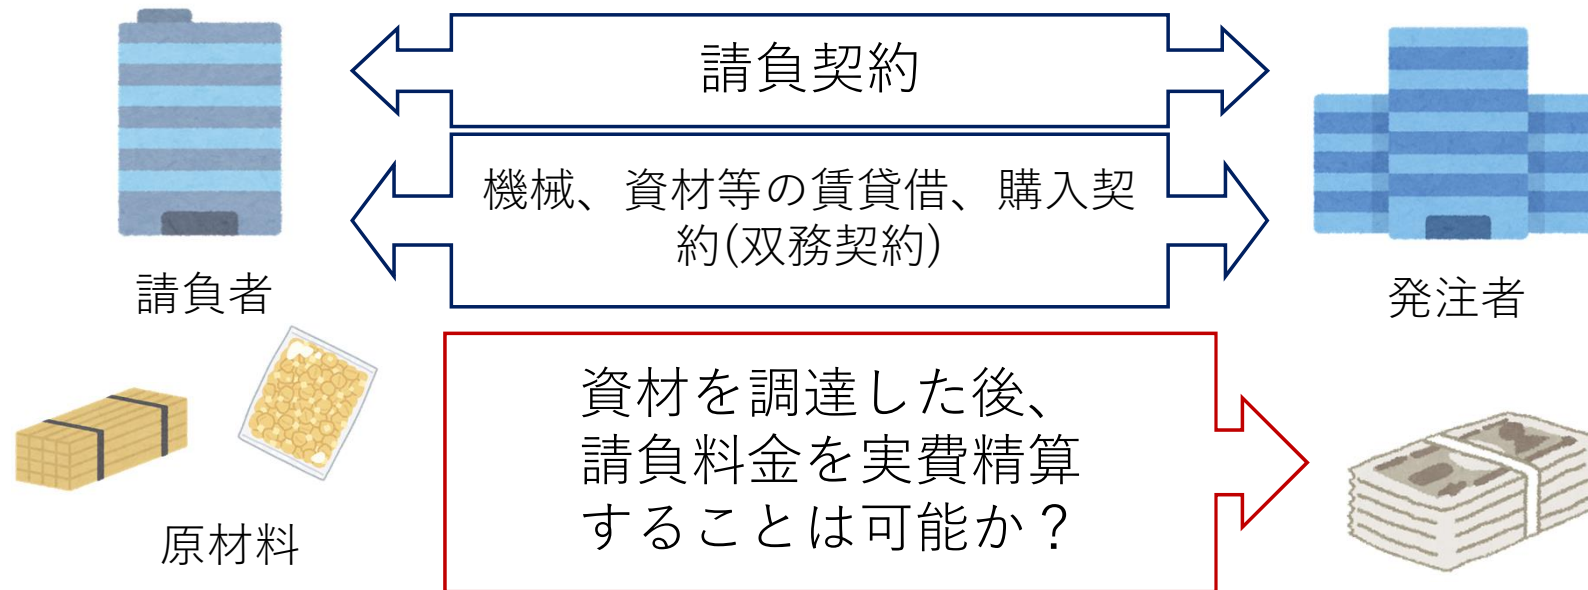 請負契約
機械、資材等の賃貸借、購入契
約(双務契約)
請負者
発注者
資材を調達した後、
請負料金を実費精算
することは可能か？
原材料